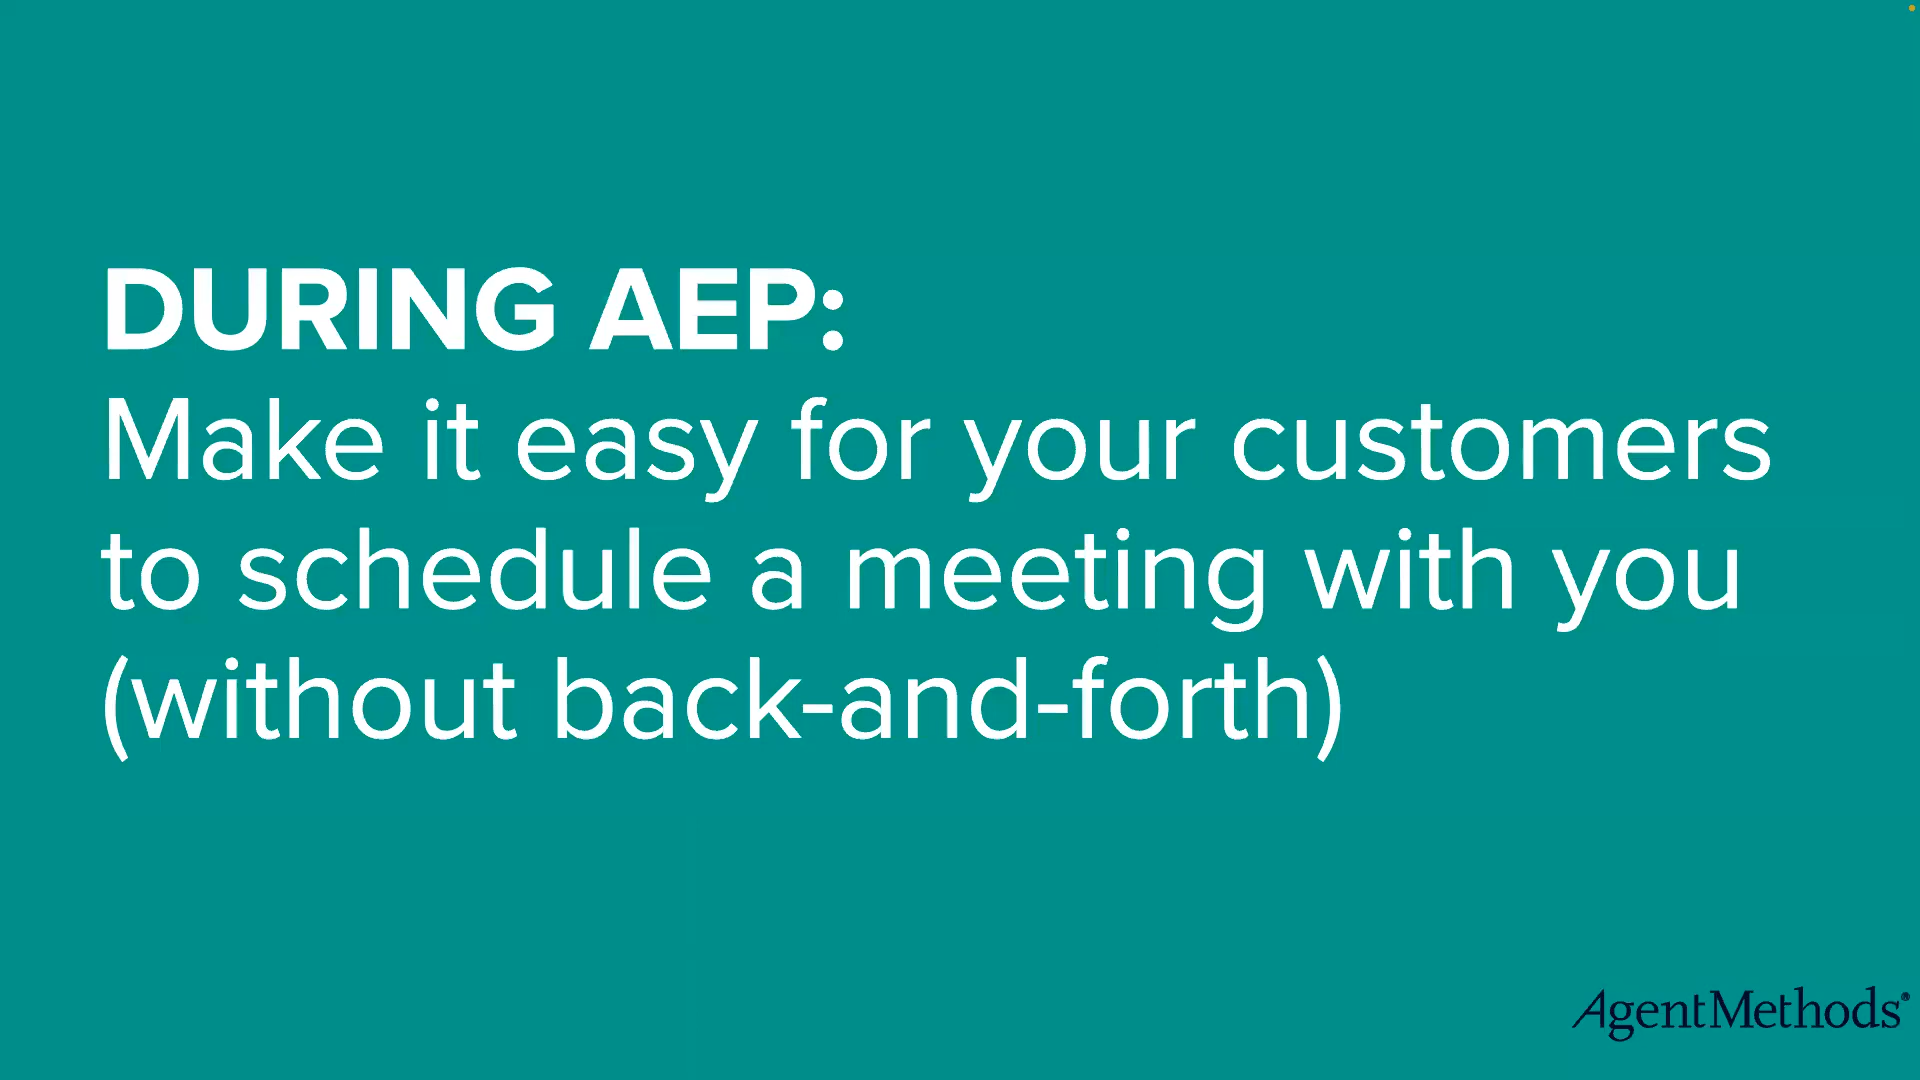 DURING AEP:
Make it easy for your customers
to schedule a meeting with you
(without back-and-forth)
AgentMethods®